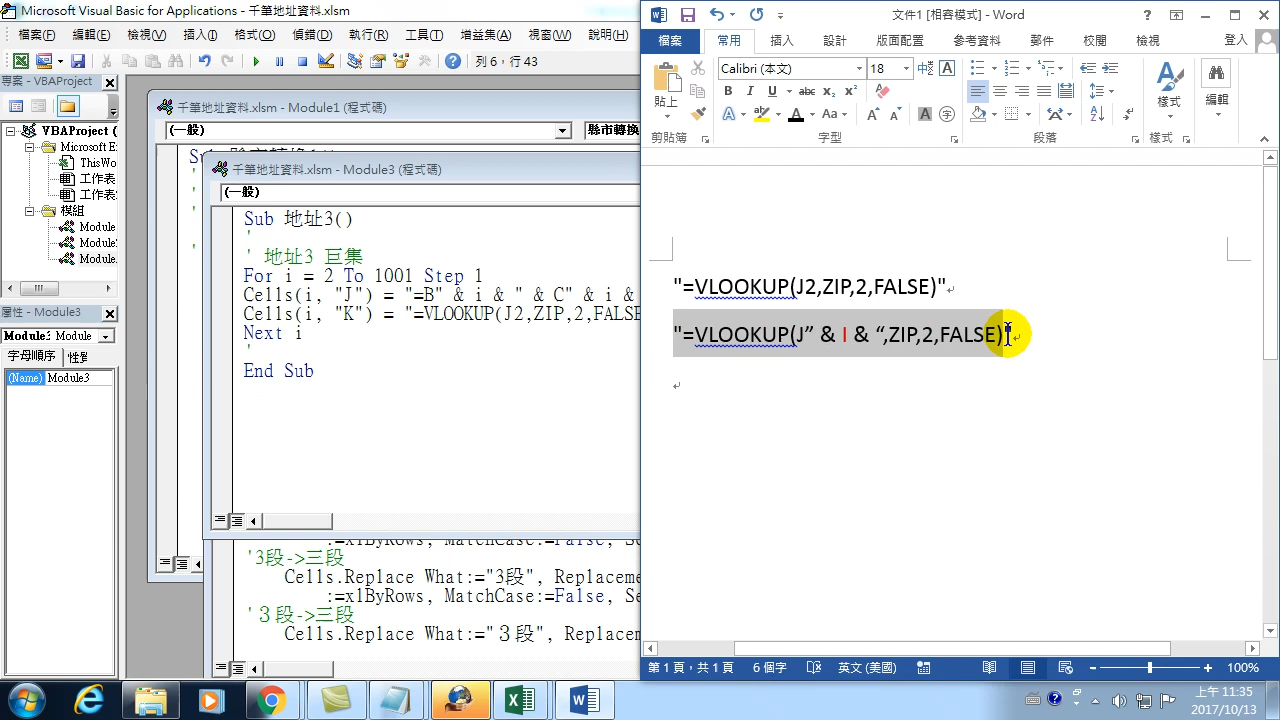 Microsoft Visual Basic for Applications - 千筆地址資料.xlsm
檔案(F) 編輯(E) 檢視(V) 插入(I) 格式(O) 偵錯(D) 執行(R) 工具(T) 增益集(A) 視窗(W) 說明(H)
列 6，行 43
專案 - VBAProject
VBAProject (
Microsoft E
ThisWo
工作表
工作表
模組
Module
Module
Module
屬性 - Module3
Module
字母順序 性質
(Name) Module3
千筆地址資料.xlsm - Module1 (程式碼)
(一般)
縣市轉換
Sub
千筆地址資料.xlsm - Module3 (程式碼)
(一般)
Sub 地址3()
'
' 地址3 巨集
For i = 2 To 1001 Step 1
Cells(i, "J") = "=B" & i & " & C" & i &
Cells(i, "K") = "=VLOOKUP(J2,ZIP,2,FALSE
Next i
'
End Sub
:=xlByRows, MatchCase:=False, Se
'3段->三段
Cells.Replace What:="3段", Replaceme
:=xlByRows, MatchCase:=False, Se
'３段->三段
Cells.Replace What:="３段", Replacem
文件1 [相容模式] - Word
檔案 常用 插入 設計 版面配置 參考資料 郵件 校閱 檢視 登入
Calibri (本文) 18
貼上
樣式
編輯
剪貼簿 字型 段落 樣式
"=VLOOKUP(J2,ZIP,2,FALSE)"
"=VLOOKUP(J” & I & “,ZIP,2,FALSE)"
第 1 頁，共 1 頁 6 個字 英文 (美國) 100%
上午 11:35
2017/10/13